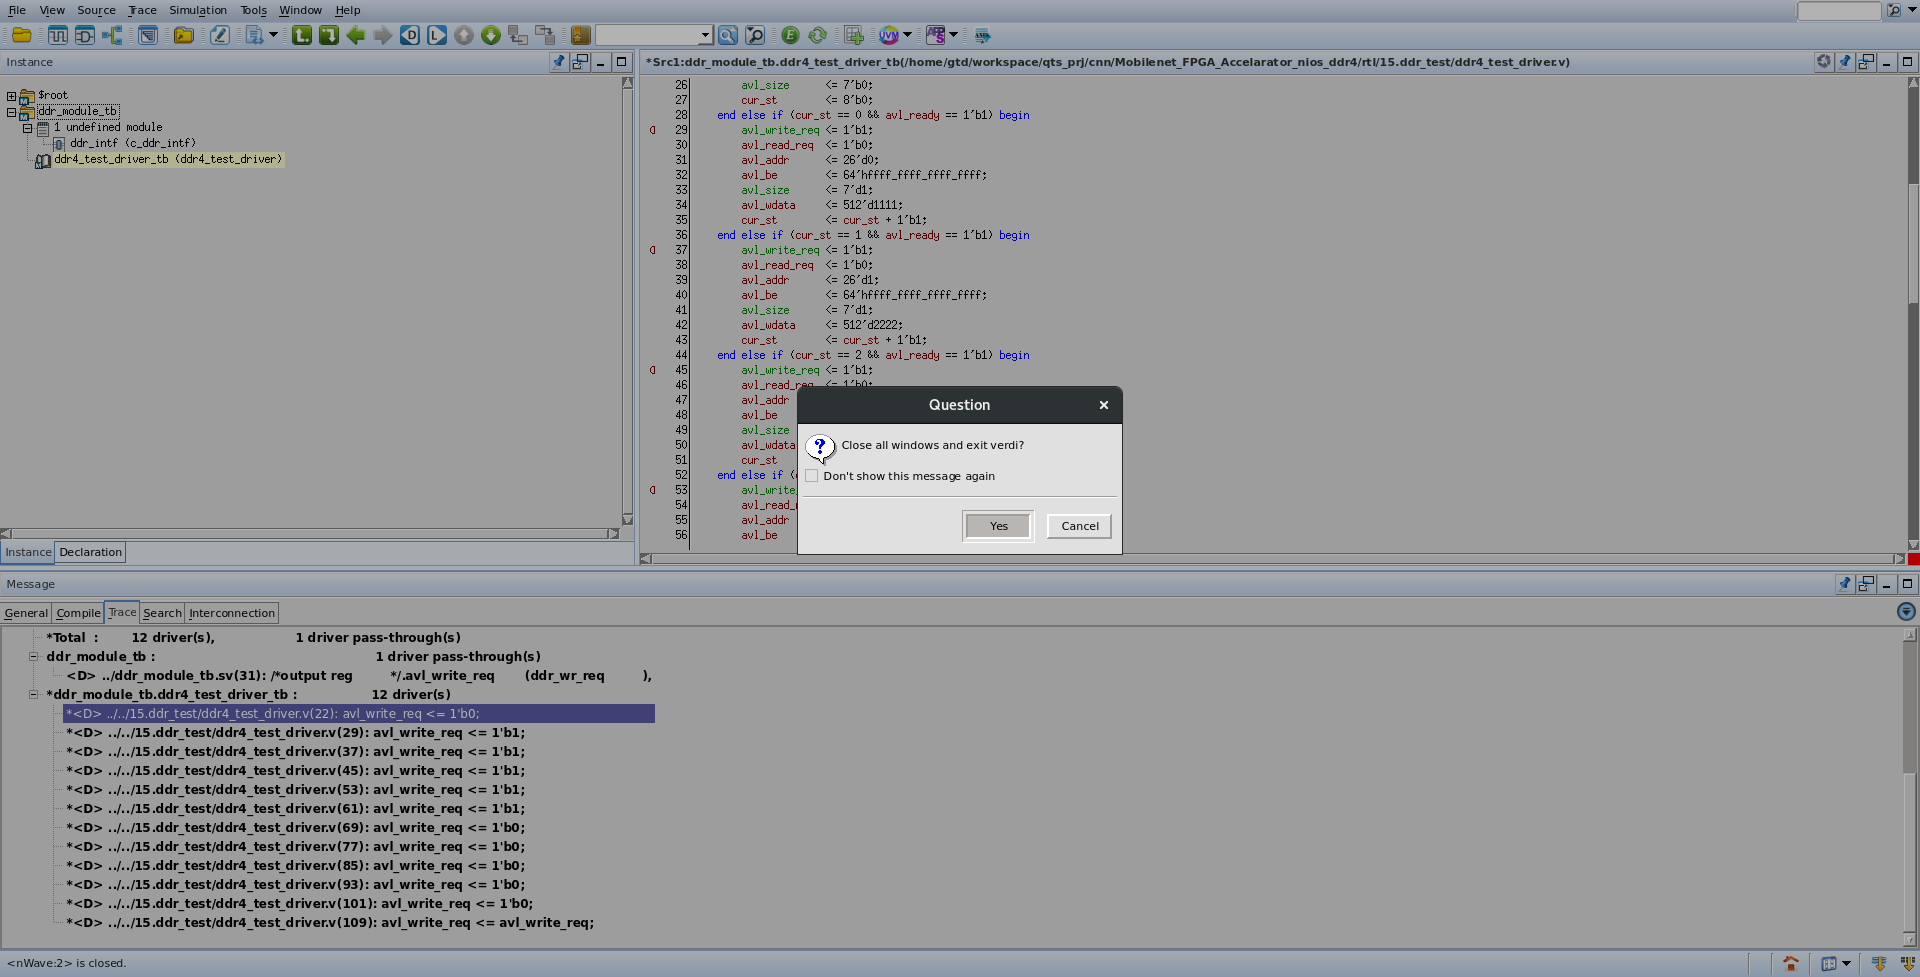 File View Source Trace Simulation Tools Window Help
Instance
*Src1:ddr_module_tb.ddr4_test_driver_tb(/home/gtd/workspace/qts_prj/cnn/Mobilenet_FPGA_Accelarator_nios_ddr4/rtl/15.ddr_test/ddr4_test_driver.v)
$root
ddr_module_tb
1 undefined module
ddr_intf (c_ddr_intf)
ddr4_test_driver_tb (ddr4_test_driver)
26 avl_size <= 7'b0;
27 cur_st <= 8'b0;
28 end else if (cur_st == 0 && avl_ready == 1'b1) begin
29 avl_write_req <= 1'b1;
30 avl_read_req <= 1'b0;
31 avl_addr <= 26'd0;
32 avl_be <= 64'hffff_ffff_ffff_ffff;
33 avl_size <= 7'd1;
34 avl_wdata <= 512'd1111;
35 cur_st <= cur_st + 1'b1;
36 end else if (cur_st == 1 && avl_ready == 1'b1) begin
37 avl_write_req <= 1'b1;
38 avl_read_req <= 1'b0;
39 avl_addr <= 26'd1;
40 avl_be <= 64'hffff_ffff_ffff_ffff;
41 avl_size <= 7'd1;
42 avl_wdata <= 512'd2222;
43 cur_st <= cur_st + 1'b1;
44 end else if (cur_st == 2 && avl_ready == 1'b1) begin
45 avl_write_req <= 1'b1;
46 avl_read_req <= 1'b0;
47 avl_addr
48 avl_be
49 avl_size
50 avl_wdata
51 cur_st
52 end else if (
53 avl_write_
54 avl_read_
55 avl_addr
56 avl_be
Question
Close all windows and exit verdi?
Don't show this message again
Yes Cancel
Instance Declaration
Message
General Compile Trace Search Interconnection
*Total : 12 driver(s), 1 driver pass-through(s)
ddr_module_tb : 1 driver pass-through(s)
<D> ../ddr_module_tb.sv(31): /*output reg */.avl_write_req (ddr_wr_req ),
*ddr_module_tb.ddr4_test_driver_tb : 12 driver(s)
*<D> ../../15.ddr_test/ddr4_test_driver.v(22): avl_write_req <= 1'b0;
*<D> ../../15.ddr_test/ddr4_test_driver.v(29): avl_write_req <= 1'b1;
*<D> ../../15.ddr_test/ddr4_test_driver.v(37): avl_write_req <= 1'b1;
*<D> ../../15.ddr_test/ddr4_test_driver.v(45): avl_write_req <= 1'b1;
*<D> ../../15.ddr_test/ddr4_test_driver.v(53): avl_write_req <= 1'b1;
*<D> ../../15.ddr_test/ddr4_test_driver.v(61): avl_write_req <= 1'b1;
*<D> ../../15.ddr_test/ddr4_test_driver.v(69): avl_write_req <= 1'b0;
*<D> ../../15.ddr_test/ddr4_test_driver.v(77): avl_write_req <= 1'b0;
*<D> ../../15.ddr_test/ddr4_test_driver.v(85): avl_write_req <= 1'b0;
*<D> ../../15.ddr_test/ddr4_test_driver.v(93): avl_write_req <= 1'b0;
*<D> ../../15.ddr_test/ddr4_test_driver.v(101): avl_write_req <= 1'b0;
*<D> ../../15.ddr_test/ddr4_test_driver.v(109): avl_write_req <= avl_write_req;
<nWave:2> is closed.